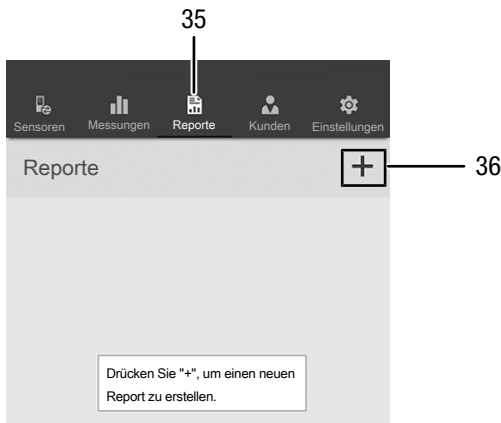 35
Sensoren Messungen Reporte Kunden Einstellungen
Reporte +
36
Drücken Sie "+", um einen neuen
Report zu erstellen.